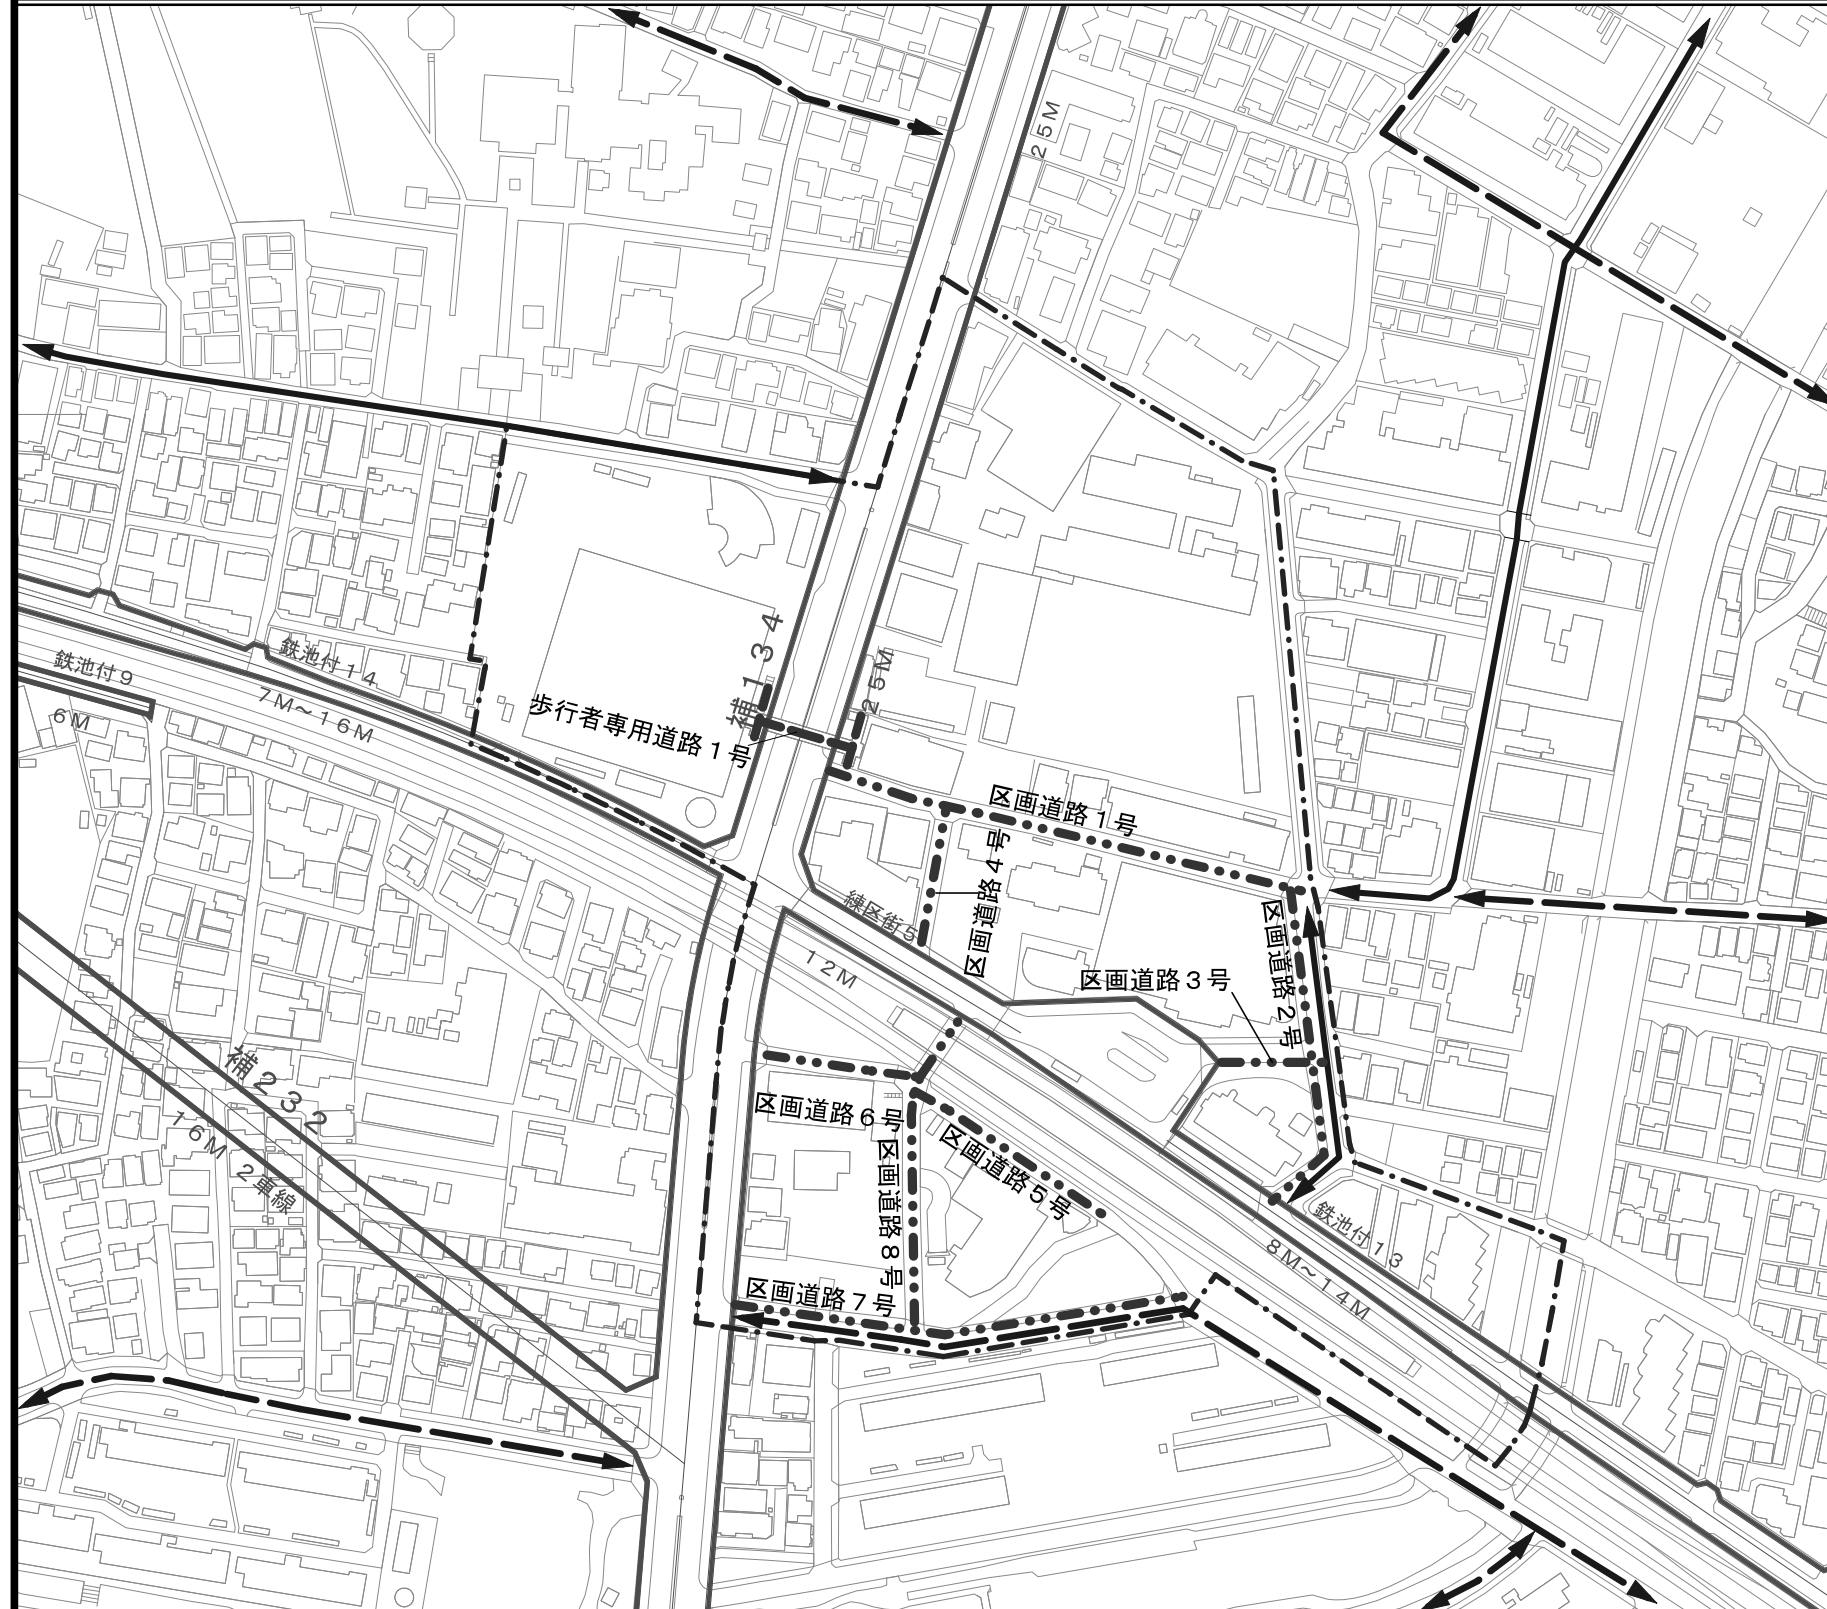 25M
鉄池付14
鉄池付9
7M～16M
6M
補134
25M
歩行者専用道路1号
区画道路1号
区画道路4号
練区街5
12M
区画道路2号
区画道路3号
補232
16M 2車線
区画道路6号
区画道路5号
区画道路8号
鉄池付13
8M～14M
区画道路7号